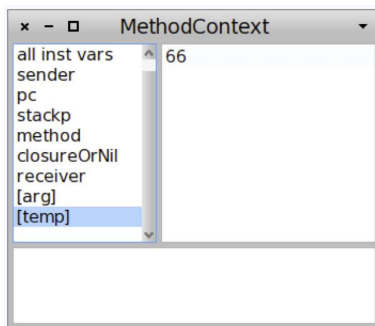 MethodContext
all inst vars
66
sender
pc
stackp
method
closureOrNil
receiver
[arg]
[temp]